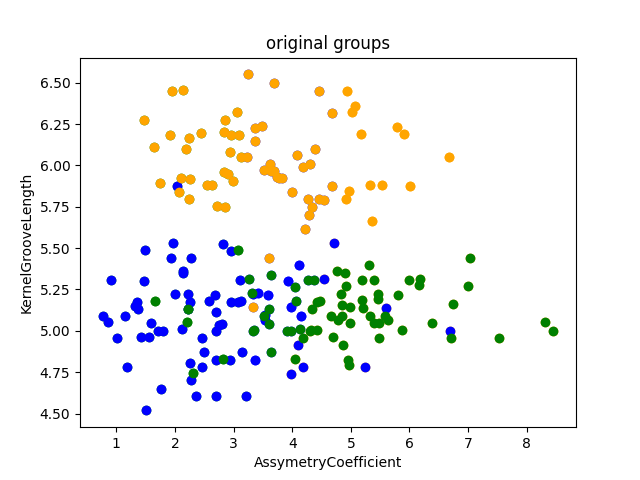 original groups
6.50
6.25
6.00
5.75
5.50
5.25
5.00
4.75
4.50
KernelGrooveLength
1 2 3 4 5 6 7 8
AssymetryCoefficient